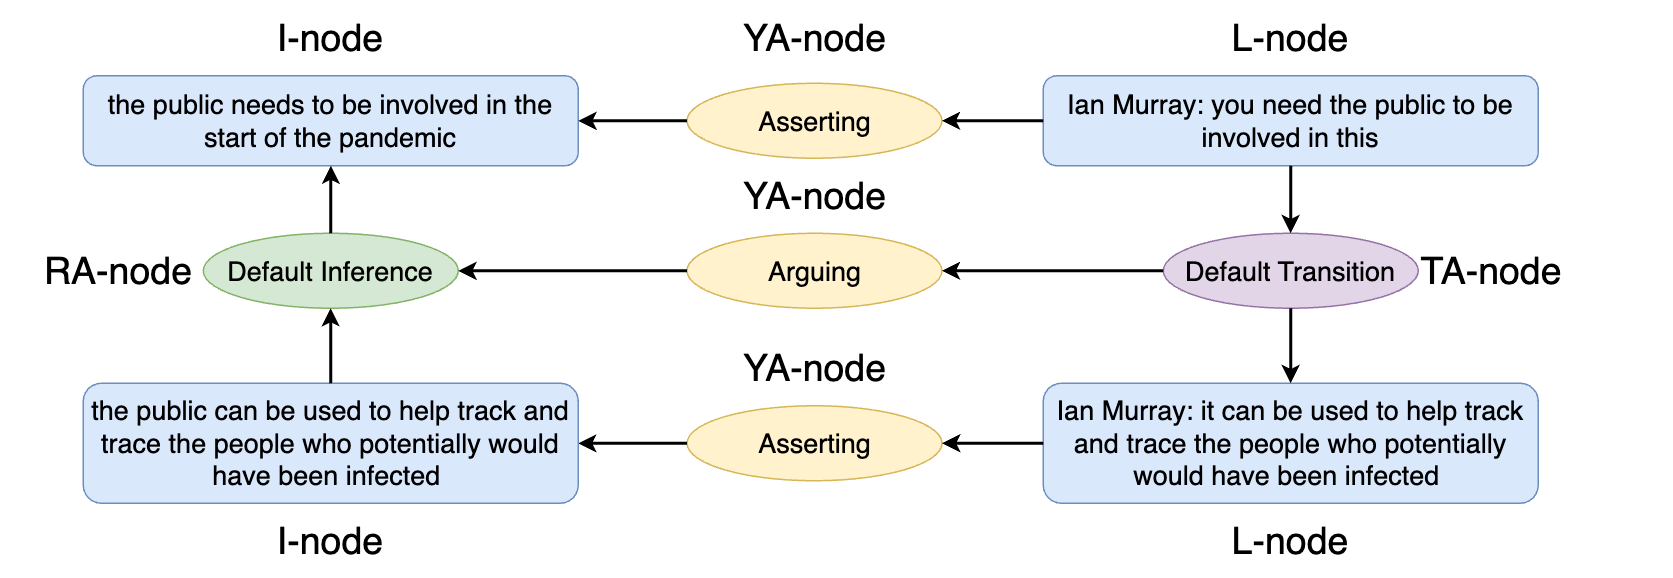 I-node
YA-node
L-node
the public needs to be involved in the
start of the pandemic
Asserting
Ian Murray: you need the public to be
involved in this
YA-node
RA-node
Default Inference
Arguing
Default Transition
TA-node
YA-node
the public can be used to help track and
trace the people who potentially would
have been infected
Asserting
Ian Murray: it can be used to help track
and trace the people who potentially
would have been infected
I-node
L-node